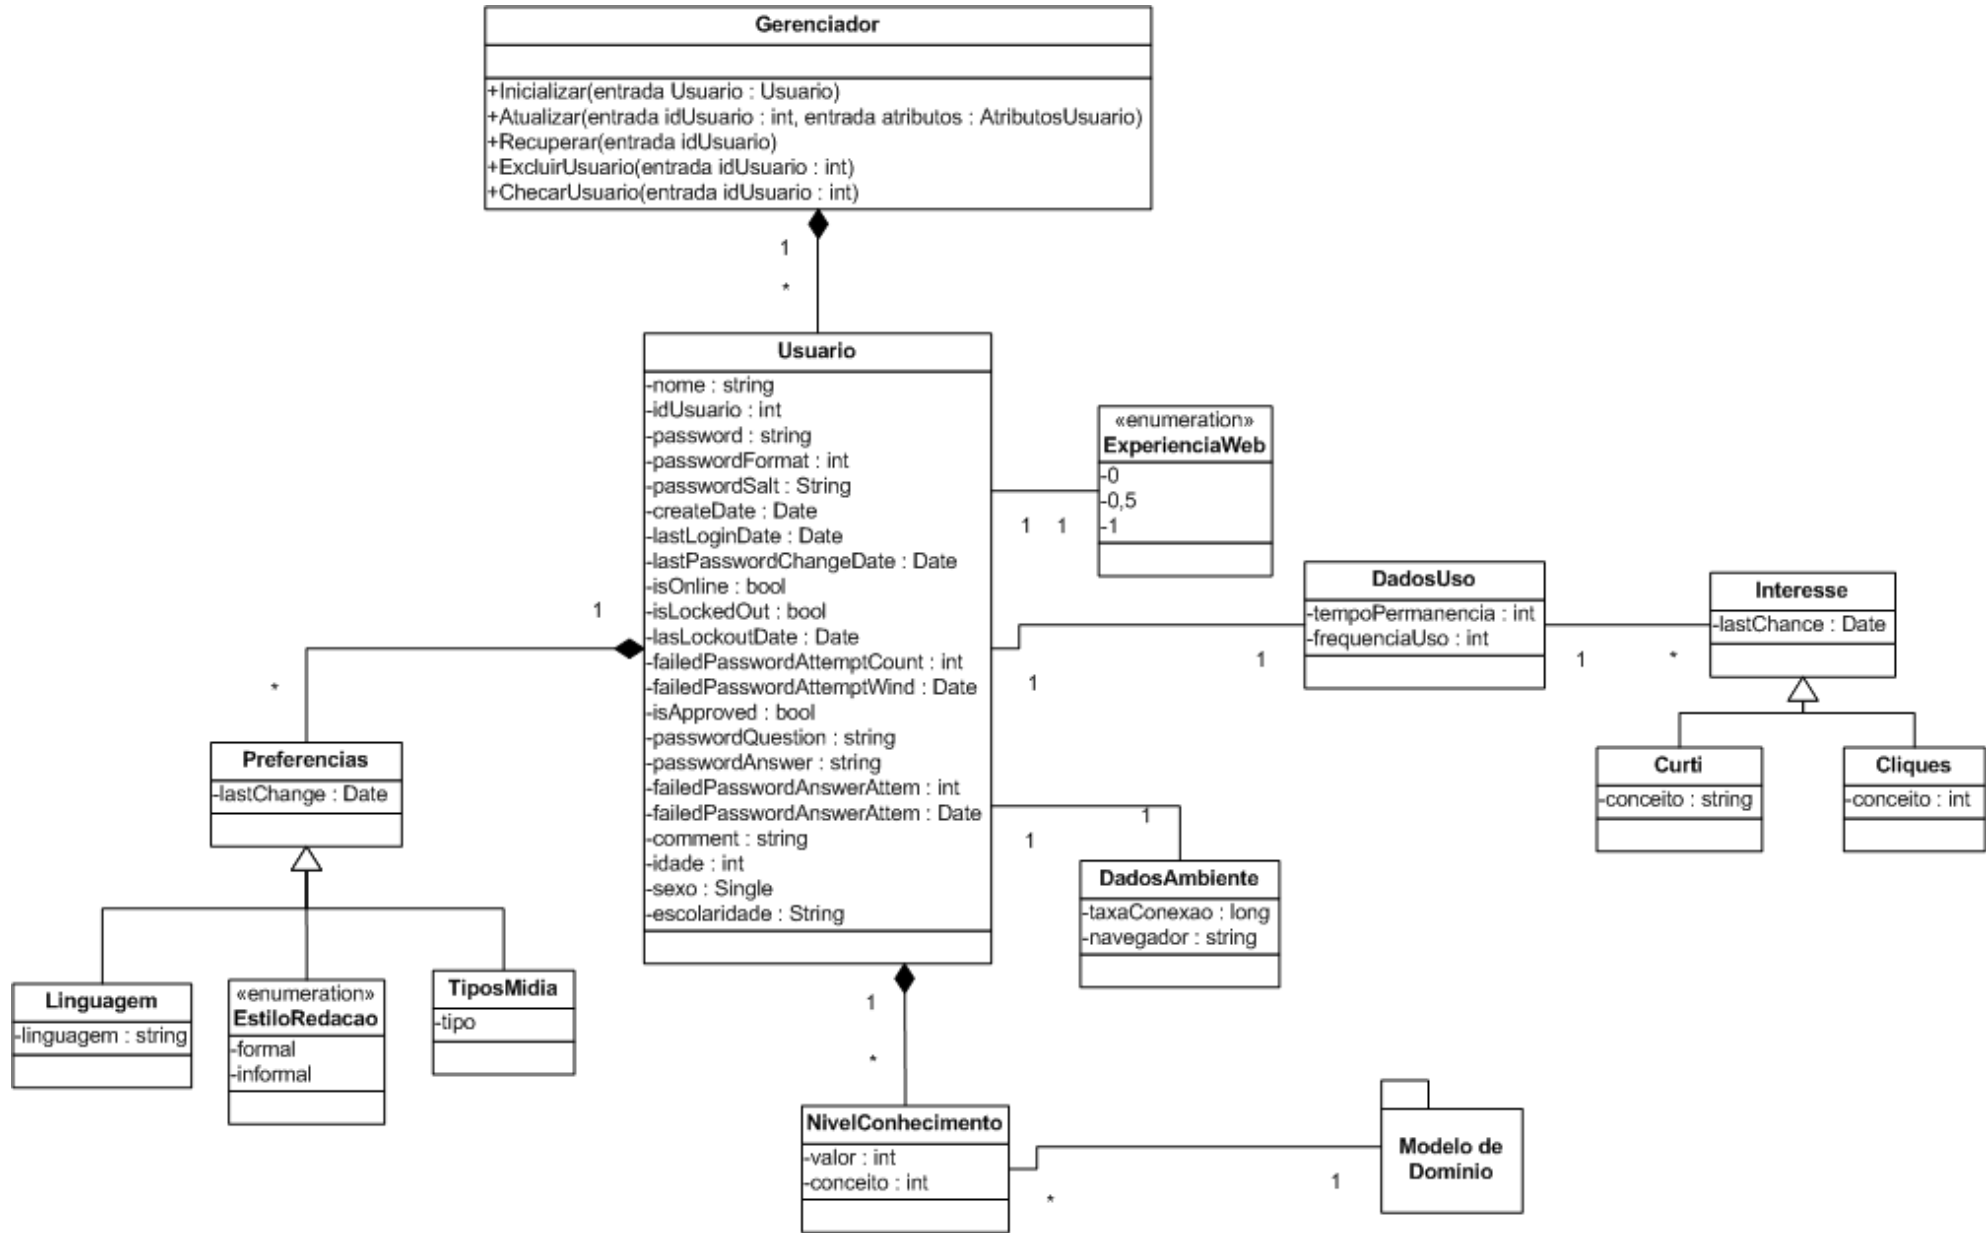 Gerenciador
+Inicializar(entrada Usuario : Usuario)
+Atualizar(entrada idUsuario : int, entrada atributos : AtributosUsuario)
+Recuperar(entrada idUsuario)
+ExcluirUsuario(entrada idUsuario : int)
+ChecarUsuario(entrada idUsuario : int)
1
*
Usuario
-nome : string
-idUsuario : int
-password : string
-passwordFormat : int
-passwordSalt : String
-createDate : Date
-lastLoginDate : Date
-lastPasswordChangeDate : Date
-isOnline : bool
-isLockedOut : bool
-lasLockoutDate : Date
-failedPasswordAttemptCount : int
-failedPasswordAttemptWind : Date
-isApproved : bool
-passwordQuestion : string
-passwordAnswer : string
-failedPasswordAnswerAttem : int
-failedPasswordAnswerAttem : Date
-comment : string
-idade : int
-sexo : Single
-escolaridade : String
«enumeration»
ExperienciaWeb
-0
-0,5
-1
1 1
DadosUso
-tempoPermanencia : int
-frequenciaUso : int
1
1
Interesse
-lastChance : Date
1 *
Curti
-conceito : string
Cliques
-conceito : int
1
*
Preferencias
-lastChange : Date
Linguagem
-linguagem : string
«enumeration»
EstiloRedacao
-formal
-informal
TiposMidia
-tipo
1
1
DadosAmbiente
-taxaConexao : long
-navegador : string
1
*
NivelConhecimento
-valor : int
-conceito : int
*
1
Modelo de
Domínio